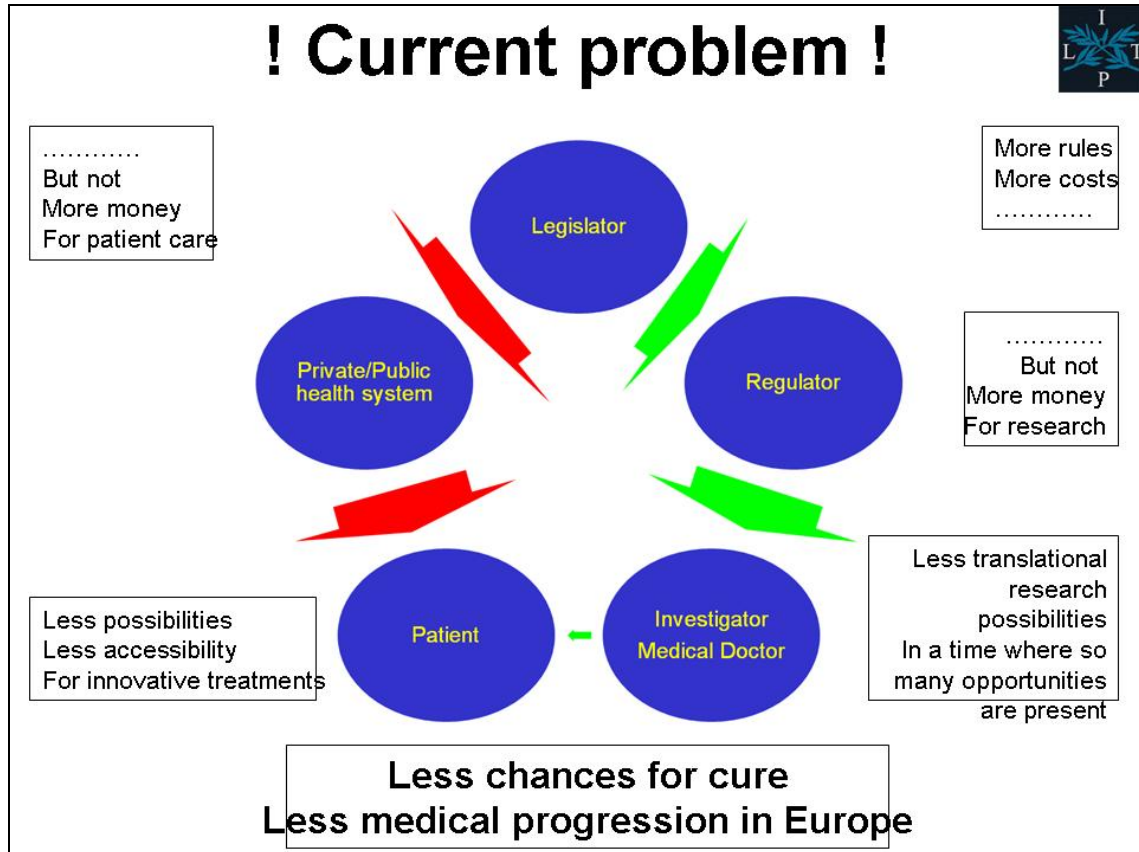 ! Current problem !
I
L T
P
…………
But not
More money
For patient care
More rules
More costs
…………
Legislator
Private/Public
health system
Regulator
…………
But not
More money
For research
Less possibilities
Less accessibility
For innovative treatments
Patient
Investigator
Medical Doctor
Less translational
research
possibilities
In a time where so
many opportunities
are present
Less chances for cure
Less medical progression in Europe